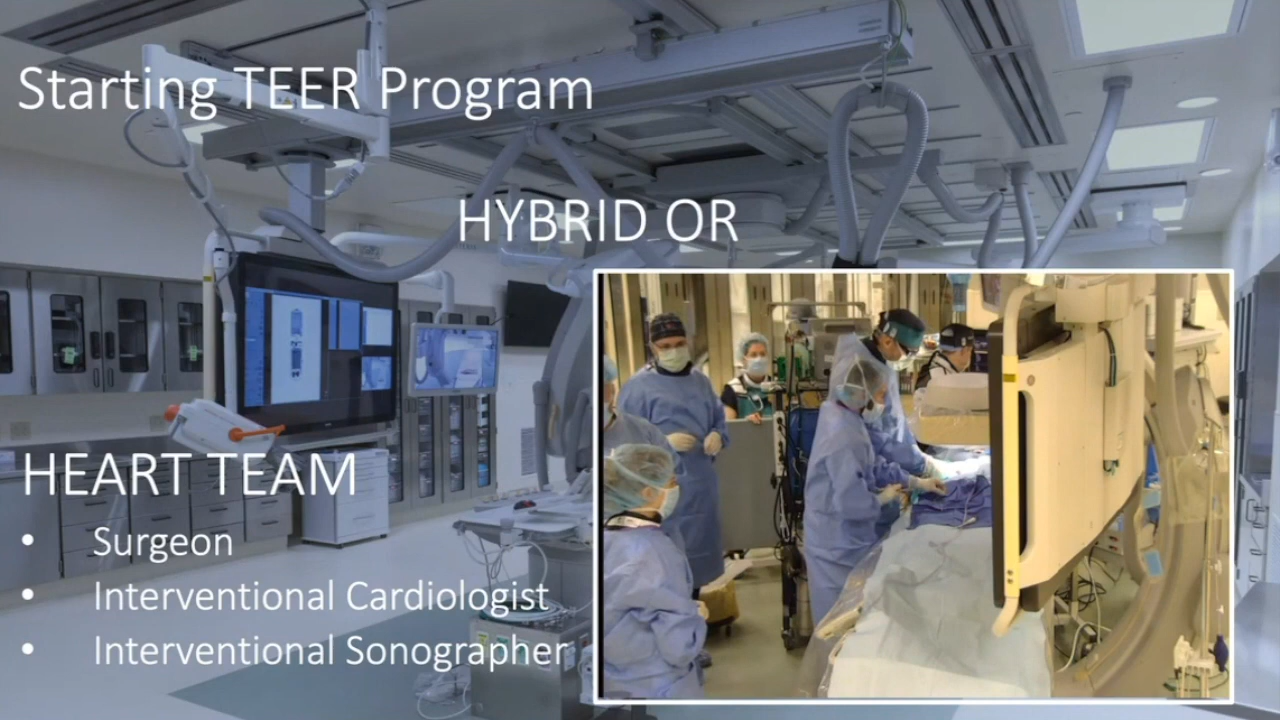 Starting TEER Program
HYBRID OR
HEART TEAM
• Surgeon
• Interventional Cardiologist
• Interventional Sonographer